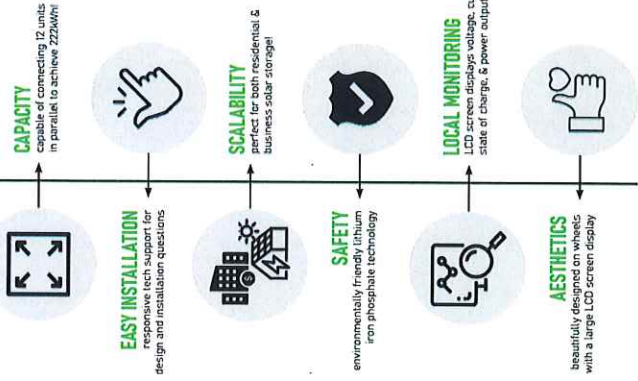 CAPACITY
capable of connecting 12 units
in parallel to achieve 222kWh!
EASY INSTALLATION
responsive tech support for
design and installation questions
SCALABILITY
perfect for both residential &
business solar storage!
SAFETY
environmentally friendly lithium
iron phosphate technology
LOCAL MONITORING
LCD screen displays voltage,
state of charge, & power output
AESTHETICS
beautifully designed on wheels
with a large LCD screen display